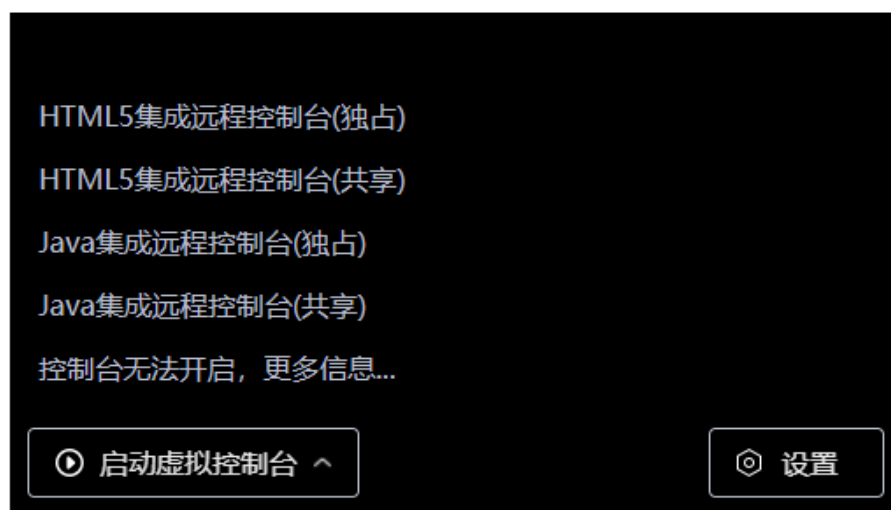 HTML5集成远程控制台(独占)
HTML5集成远程控制台(共享)
Java集成远程控制台(独占)
Java集成远程控制台(共享)
控制台无法开启，更多信息...
启动虚拟控制台
设置